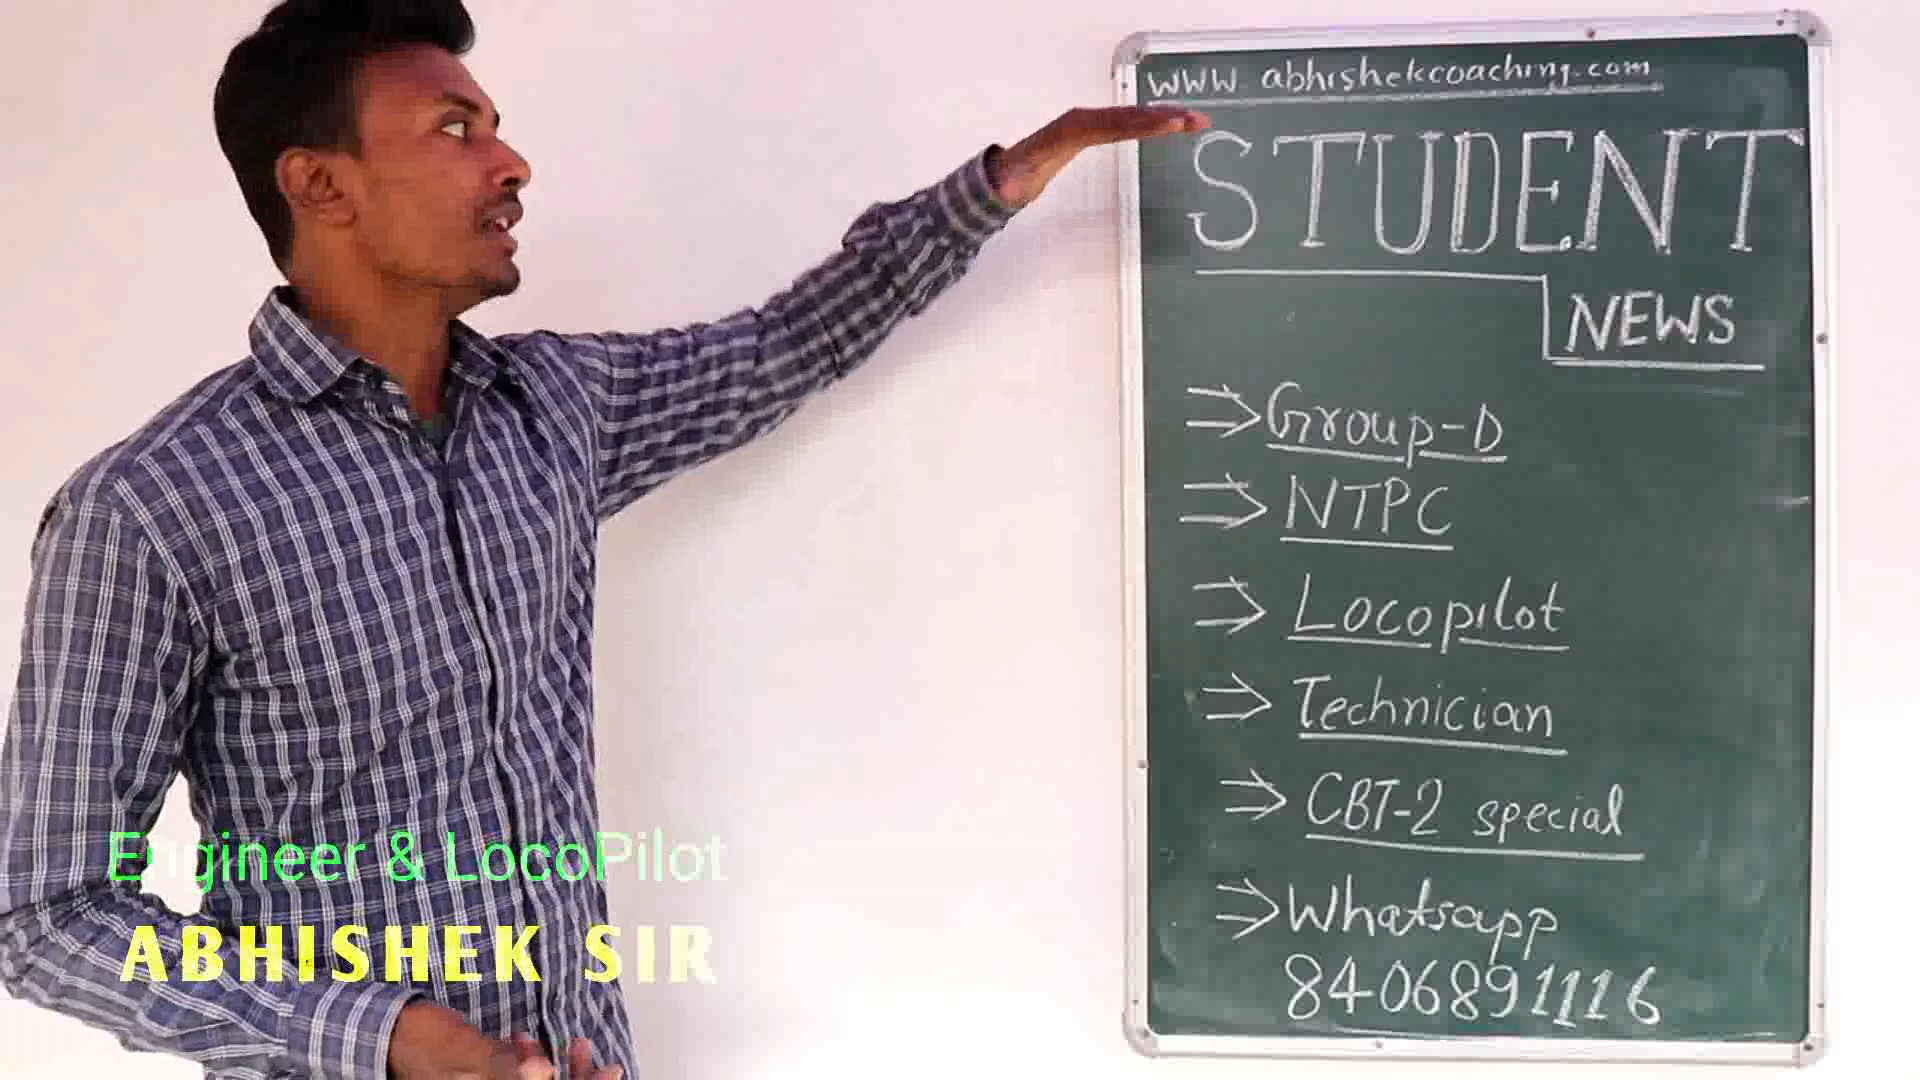 www.abhishekcoaching.com
STUDENT
NEWS
⇒ Group-D
⇒ NTPC
⇒ Locopilot
⇒ Technician
⇒ CBT-2 special
⇒ Whatsapp
8406891116
Engineer & LocoPilot
ABHISHEK SIR